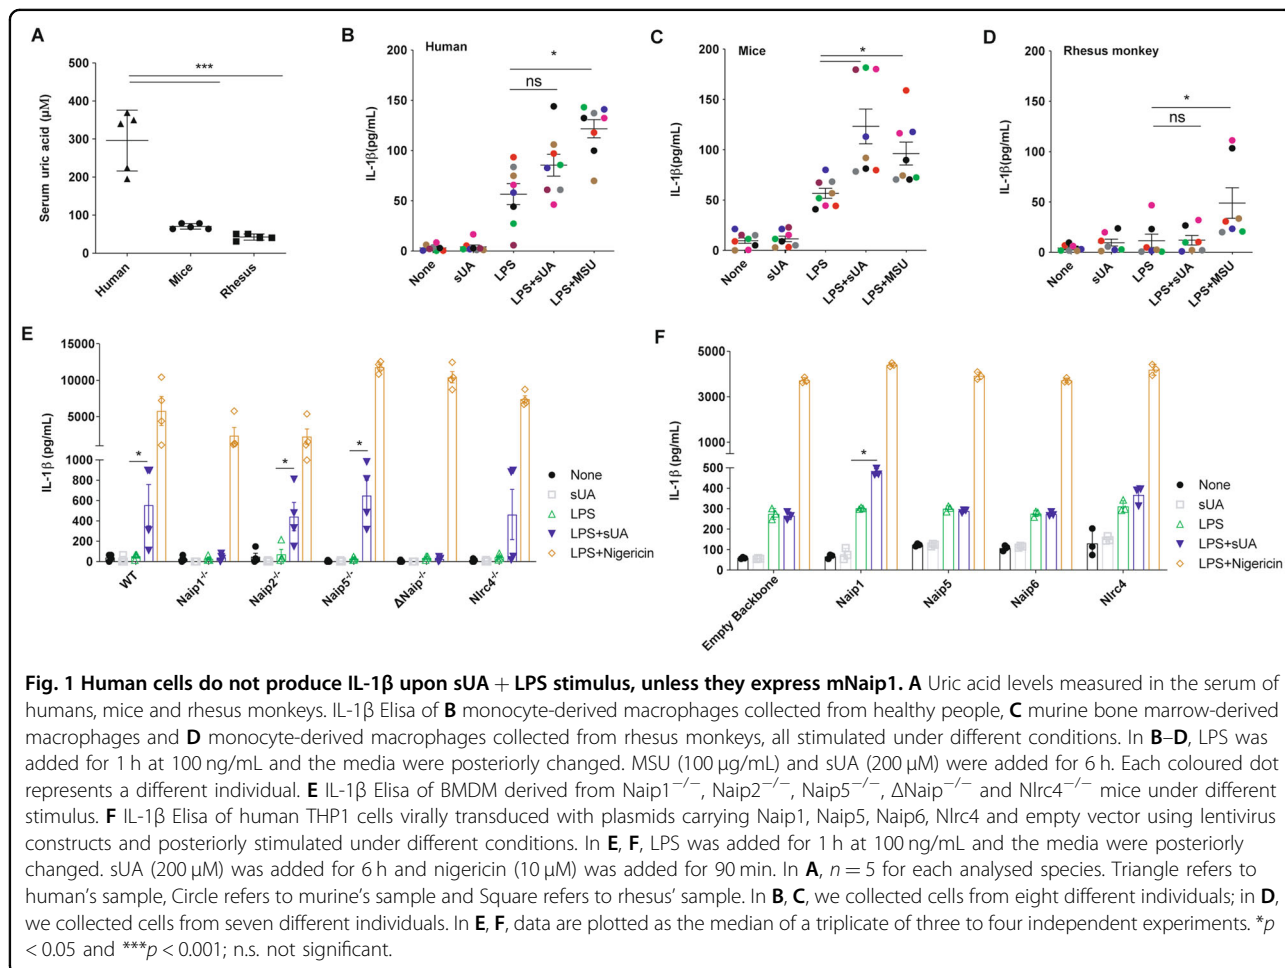 A
Serum uric acid (µM)
500
400
300
200
100
0
***
Human
Mice
Rhesus
B
Human
IL-1β(pg/mL)
200
150
100
50
0
*
ns
None
sUA
LPS
LPS+sUA
LPS+MSU
C
Mice
IL-1β(pg/mL)
200
150
100
50
0
*
None
sUA
LPS
LPS+sUA
LPS+MSU
D
Rhesus monkey
IL-1β(pg/mL)
200
150
100
50
0
*
ns
None
sUA
LPS
LPS+sUA
LPS+MSU
E
IL-1β (pg/mL)
15000
10000
5000
1000
800
600
400
200
0
*
*
*
WT
Naip1-/-
Naip2-/-
Naip5-/-
ΔNaip-/-
Nlrc4-/-
None
sUA
LPS
LPS+sUA
LPS+Nigericin
F
IL-1β (pg/mL)
5000
3000
1000
500
400
300
200
100
0
*
Empty Backbone
Naip1
Naip5
Naip6
Nlrc4
None
sUA
LPS
LPS+sUA
LPS+Nigericin
Fig. 1 Human cells do not produce IL-1β upon sUA + LPS stimulus, unless they express mNaip1. A Uric acid levels measured in the serum of
humans, mice and rhesus monkeys. IL-1β Elisa of B monocyte-derived macrophages collected from healthy people, C murine bone marrow-derived
macrophages and D monocyte-derived macrophages collected from rhesus monkeys, all stimulated under different conditions. In B–D, LPS was
added for 1 h at 100 ng/mL and the media were posteriorly changed. MSU (100 µg/mL) and sUA (200 µM) were added for 6 h. Each coloured dot
represents a different individual. E IL-1β Elisa of BMDM derived from Naip1−/−, Naip2−/−, Naip5−/−, ΔNaip−/− and Nlrc4−/− mice under different
stimulus. F IL-1β Elisa of human THP1 cells virally transduced with plasmids carrying Naip1, Naip5, Naip6, Nlrc4 and empty vector using lentivirus
constructs and posteriorly stimulated under different conditions. In E, F, LPS was added for 1 h at 100 ng/mL and the media were posteriorly
changed. sUA (200 µM) was added for 6 h and nigericin (10 µM) was added for 90 min. In A, n = 5 for each analysed species. Triangle refers to
human's sample, Circle refers to murine's sample and Square refers to rhesus' sample. In B, C, we collected cells from eight different individuals; in D,
we collected cells from seven different individuals. In E, F, data are plotted as the median of a triplicate of three to four independent experiments. *p
< 0.05 and ***p < 0.001; n.s. not significant.